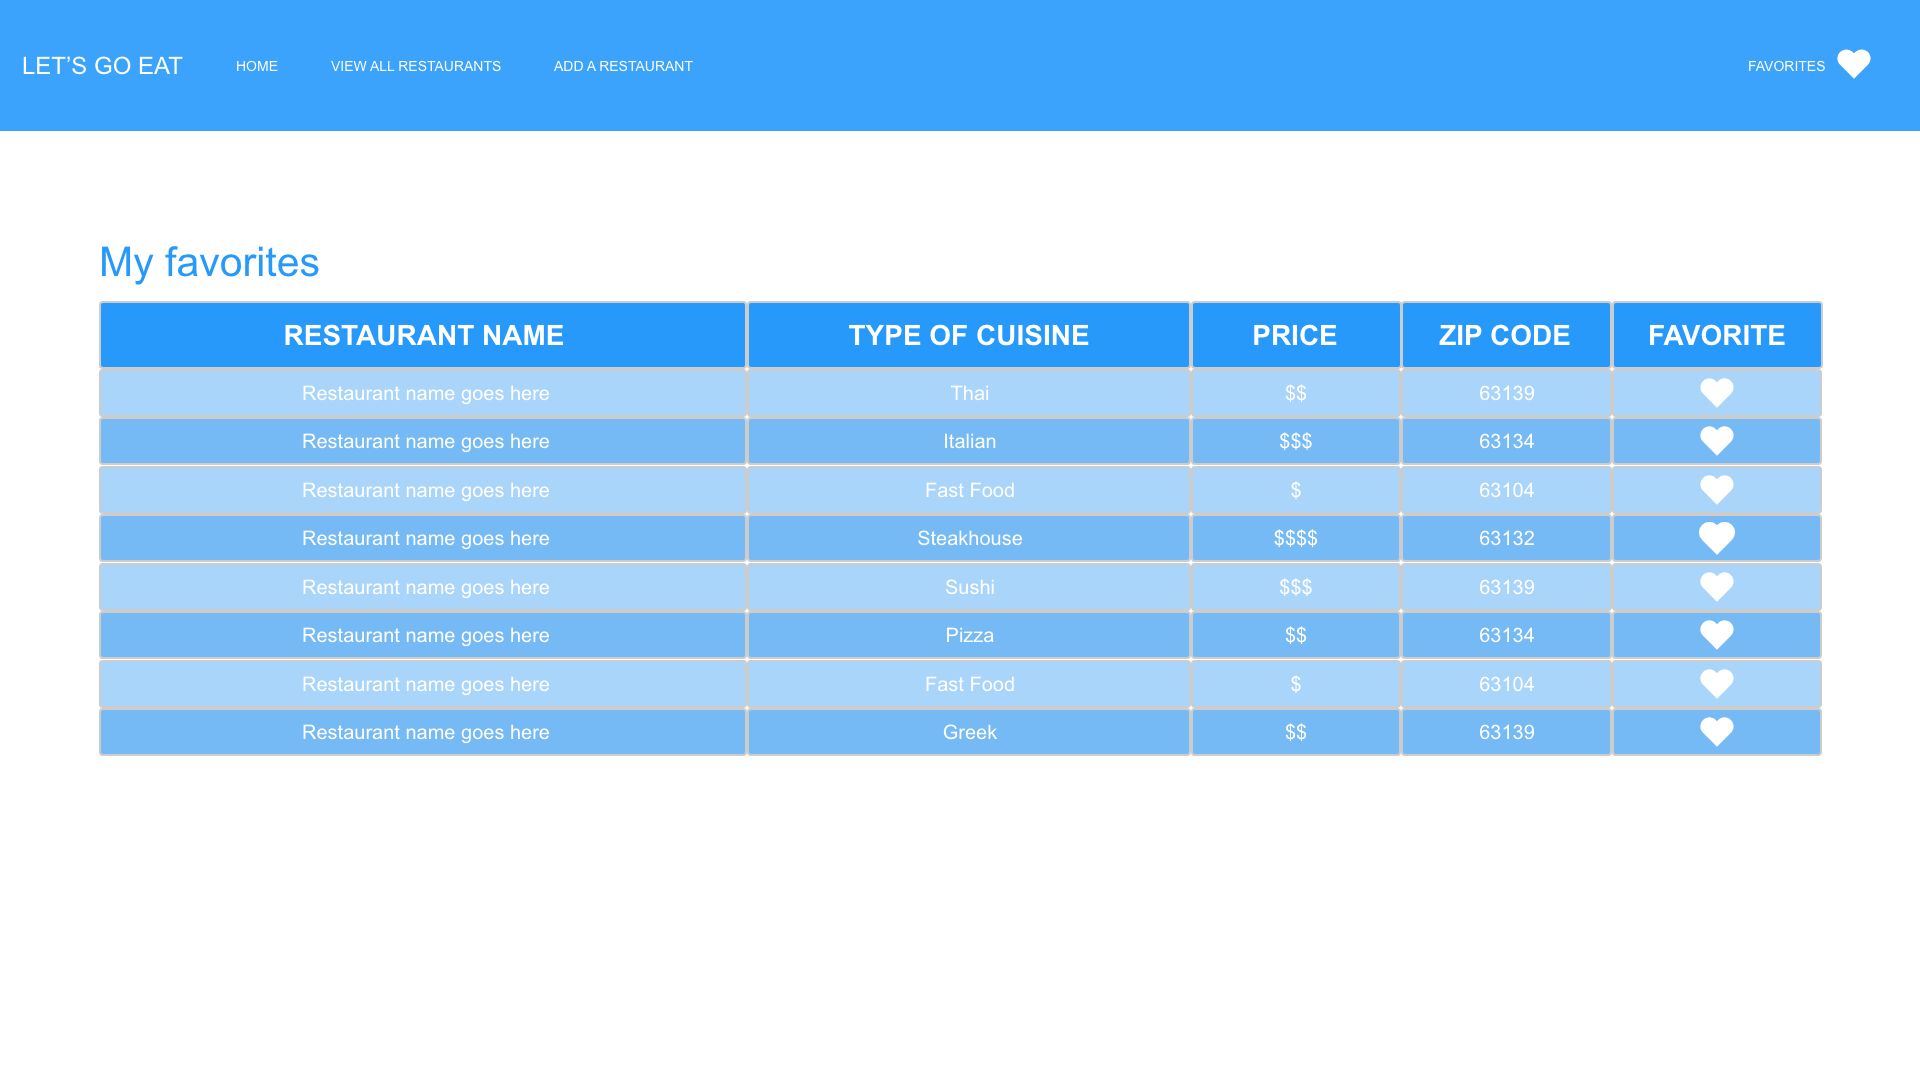 LET’S GO EAT HOME VIEW ALL RESTAURANTS ADD A RESTAURANT FAVORITES
My favorites
RESTAURANT NAME TYPE OF CUISINE PRICE ZIP CODE FAVORITE
Restaurant name goes here Thai $$ 63139
Restaurant name goes here Italian $$$ 63134
Restaurant name goes here Fast Food $ 63104
Restaurant name goes here Steakhouse $$$$ 63132
Restaurant name goes here Sushi $$$ 63139
Restaurant name goes here Pizza $$ 63134
Restaurant name goes here Fast Food $ 63104
Restaurant name goes here Greek $$ 63139